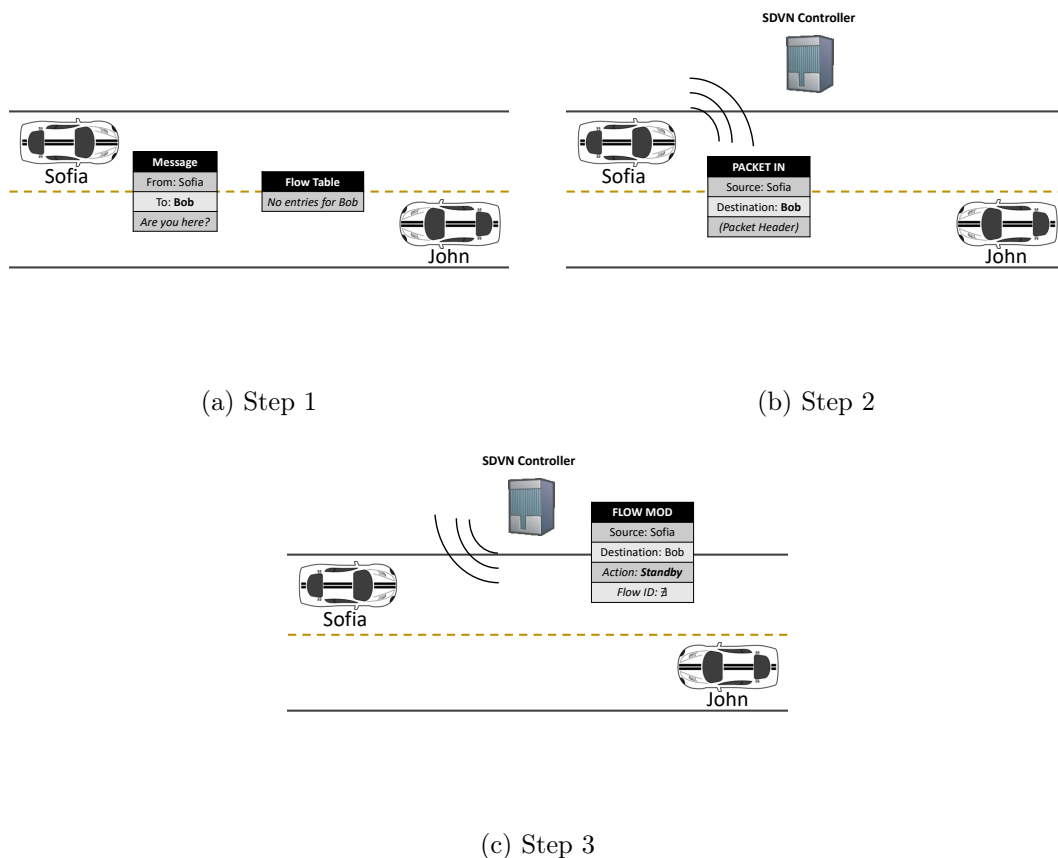 Sofia
Message
From: Sofia
To: Bob
Are you here?
Flow Table
No entries for Bob
John
(a) Step 1
SDVN Controller
Sofia
PACKET IN
Source: Sofia
Destination: Bob
(Packet Header)
John
(b) Step 2
SDVN Controller
FLOW MOD
Source: Sofia
Destination: Bob
Action: Standby
Flow ID: ∄
Sofia
John
(c) Step 3